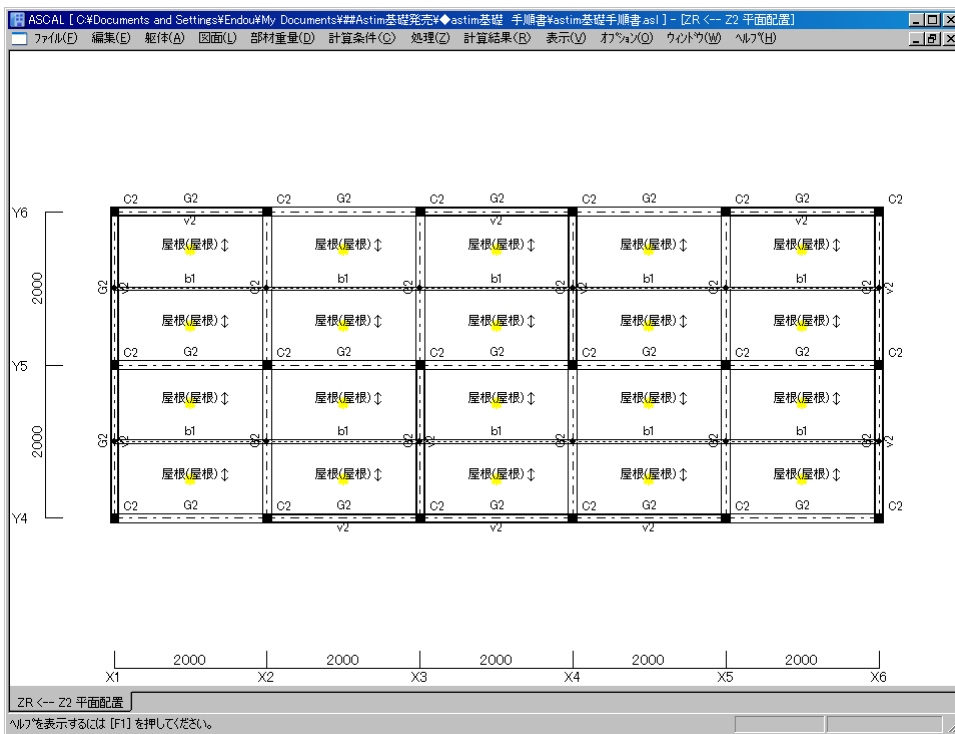 ASCAL [ C:¥Documents and Settings¥Endou¥My Documents¥##Astim基礎発売¥◆astim基礎 手順書¥astim基礎手順書.asl ] - [ZR <-- Z2 平面配置]
ファイル(F) 編集(E) 躯体(A) 図面(L) 部材重量(D) 計算条件(C) 処理(Z) 計算結果(R) 表示(V) オプション(O) ウィントウ(W) ヘルプ(H)
C2 G2 C2 G2 C2 G2 C2 G2 C2 G2 C2
Y6
v2 v2 v2
屋根(屋根) 屋根(屋根) 屋根(屋根) 屋根(屋根) 屋根(屋根)
b1 b1 b1 b1 b1
2000 G2 v2 G2 G2 G2 v2 G2 G2 v2
屋根(屋根) 屋根(屋根) 屋根(屋根) 屋根(屋根) 屋根(屋根)
C2 G2 C2 G2 C2 G2 C2 G2 C2 G2 C2
Y5
屋根(屋根) 屋根(屋根) 屋根(屋根) 屋根(屋根) 屋根(屋根)
b1 b1 b1 b1 b1
2000 G2 v2 G2 G2 v2 G2 G2 G2 v2
屋根(屋根) 屋根(屋根) 屋根(屋根) 屋根(屋根) 屋根(屋根)
C2 G2 C2 G2 C2 G2 C2 G2 C2 G2 C2
Y4
v2 v2 v2
2000 2000 2000 2000 2000
X1 X2 X3 X4 X5 X6
ZR <-- Z2 平面配置
ヘルプを表示するには [F1] を押してください。